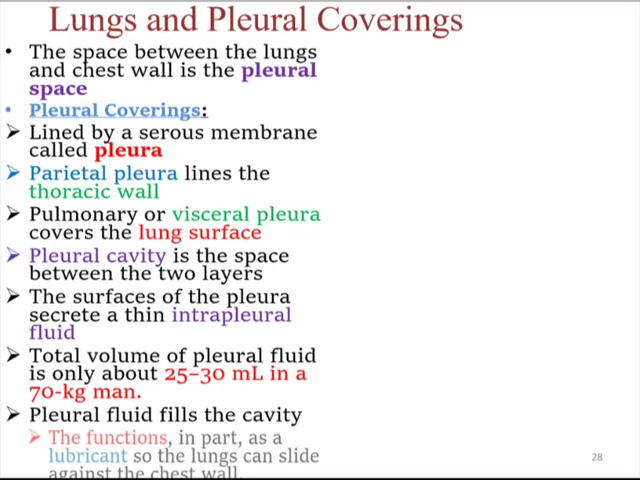 Lungs and Pleural Coverings
• The space between the lungs
and chest wall is the pleural
space
• Pleural Coverings:
➢ Lined by a serous membrane
called pleura
➢ Parietal pleura lines the
thoracic wall
➢ Pulmonary or visceral pleura
covers the lung surface
➢ Pleural cavity is the space
between the two layers
➢ The surfaces of the pleura
secrete a thin intrapleural
fluid
➢ Total volume of pleural fluid
is only about 25–30 mL in a
70-kg man.
➢ Pleural fluid fills the cavity
➢ The functions, in part, as a
lubricant so the lungs can slide
against the chest wall.
28